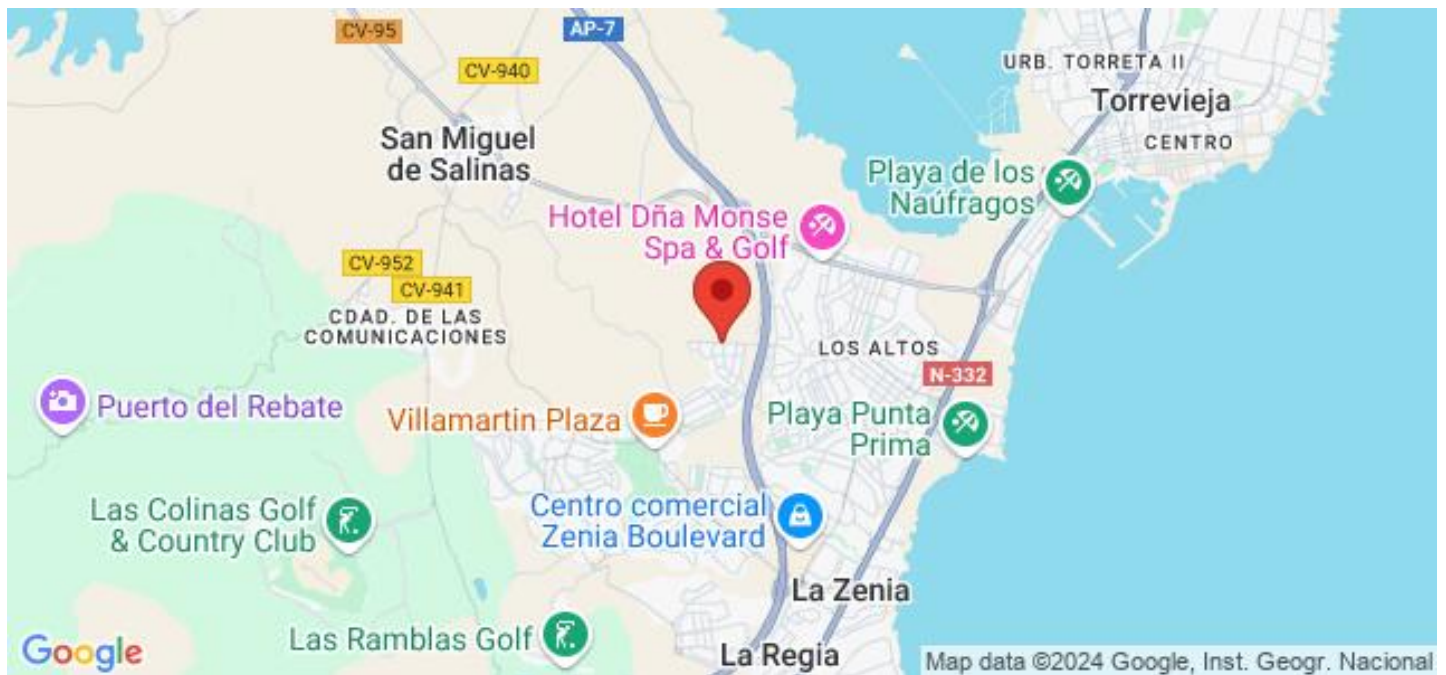 CV-95
AP-7
CV-940
URB. TORRETA II
Torrevieja
CENTRO
San Miguel
de Salinas
Playa de los
Naúfragos
Hotel Dña Monse
Spa & Golf
CV-952
CV-941
CDAD. DE LAS
COMUNICACIONES
LOS ALTOS
N-332
Puerto del Rebate
Villamartin Plaza
Playa Punta
Prima
Las Colinas Golf
& Country Club
Centro comercial
Zenia Boulevard
La Zenia
Las Ramblas Golf
La Regia
Google
Map data ©2024 Google, Inst. Geogr. Nacional